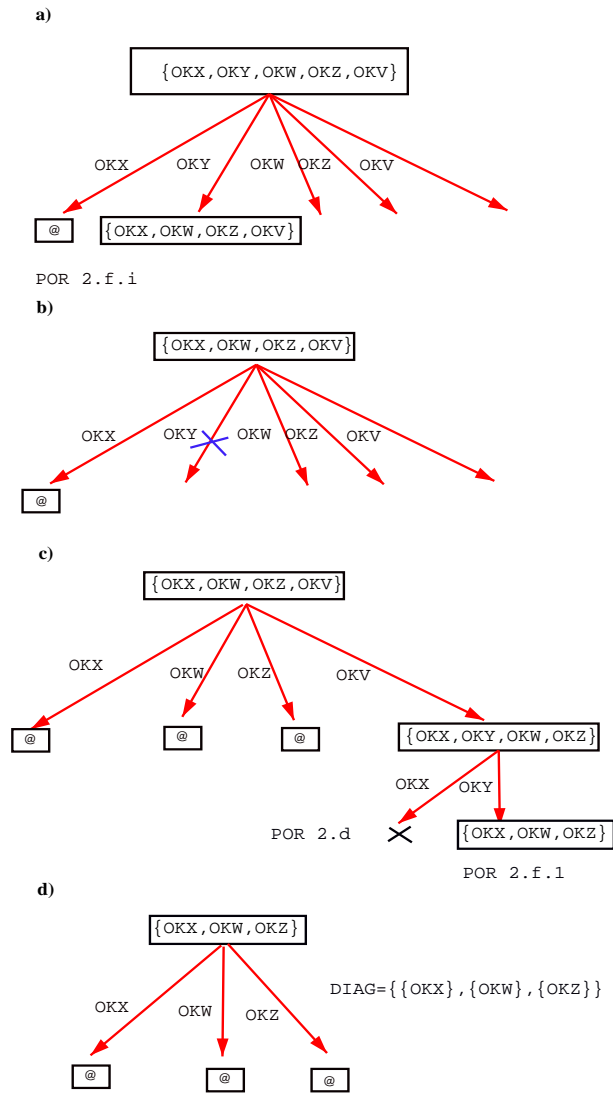 a)
{OKX,OKY,OKW,OKZ,OKV}
OKX OKY OKW OKZ OKV
@ {OKX,OKW,OKZ,OKV}
POR 2.f.i
b)
{OKX,OKW,OKZ,OKV}
OKX OKY OKW OKZ OKV
@
c)
{OKX,OKW,OKZ,OKV}
OKX OKW OKZ OKV
@ @ @ {OKX,OKY,OKW,OKZ}
OKX OKY
POR 2.d {OKX,OKW,OKZ}
POR 2.f.1
d)
{OKX,OKW,OKZ}
DIAG={{OKX},{OKW},{OKZ}}
OKX OKW OKZ
@ @ @